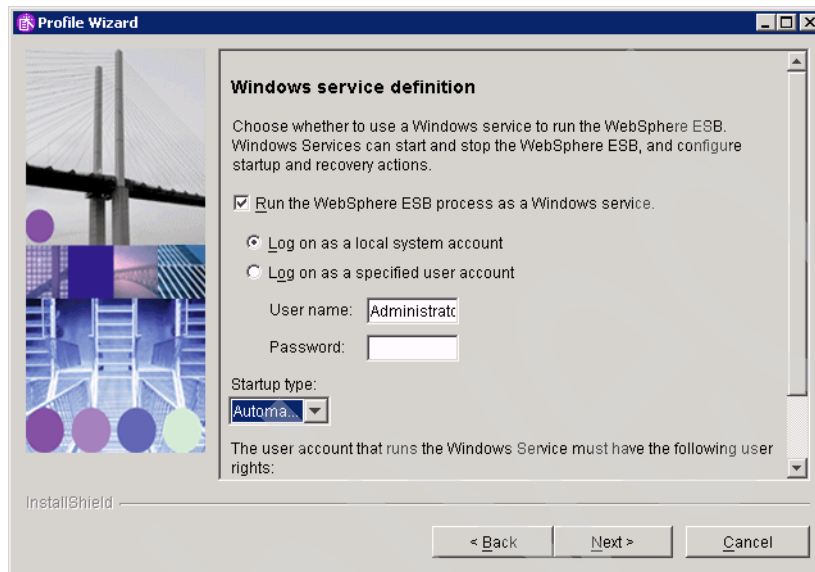 Profile Wizard
Windows service definition
Choose whether to use a Windows service to run the WebSphere ESB.
Windows Services can start and stop the WebSphere ESB, and configure
startup and recovery actions.
Run the WebSphere ESB process as a Windows service.
Log on as a local system account
Log on as a specified user account
User name: Administratc
Password:
Startup type:
Automa...
The user account that runs the Windows Service must have the following user
rights:
InstallShield
< Back Next > Cancel